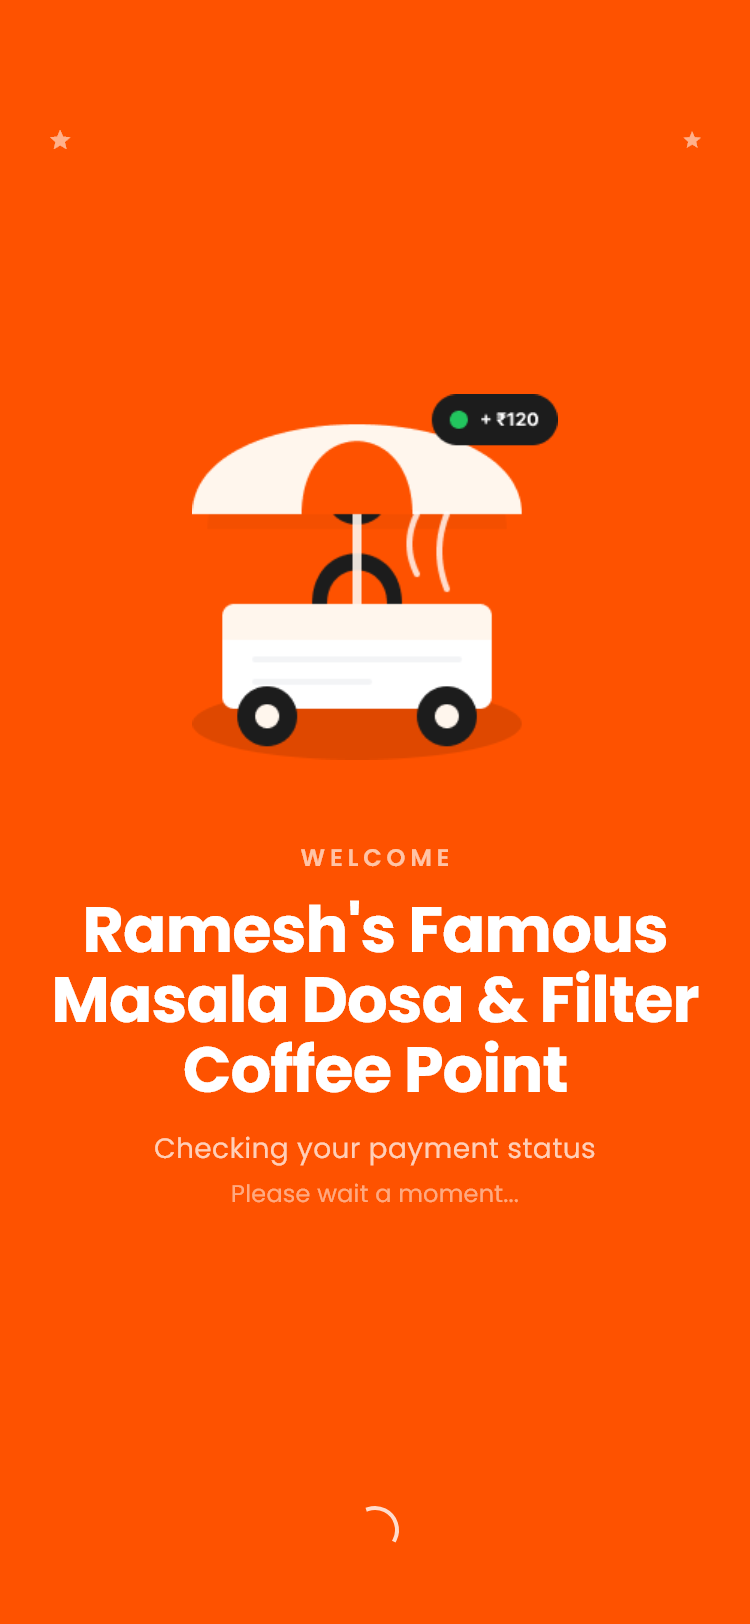 + ₹120
WELCOME
Ramesh's Famous
Masala Dosa & Filter
Coffee Point
Checking your payment status
Please wait a moment...